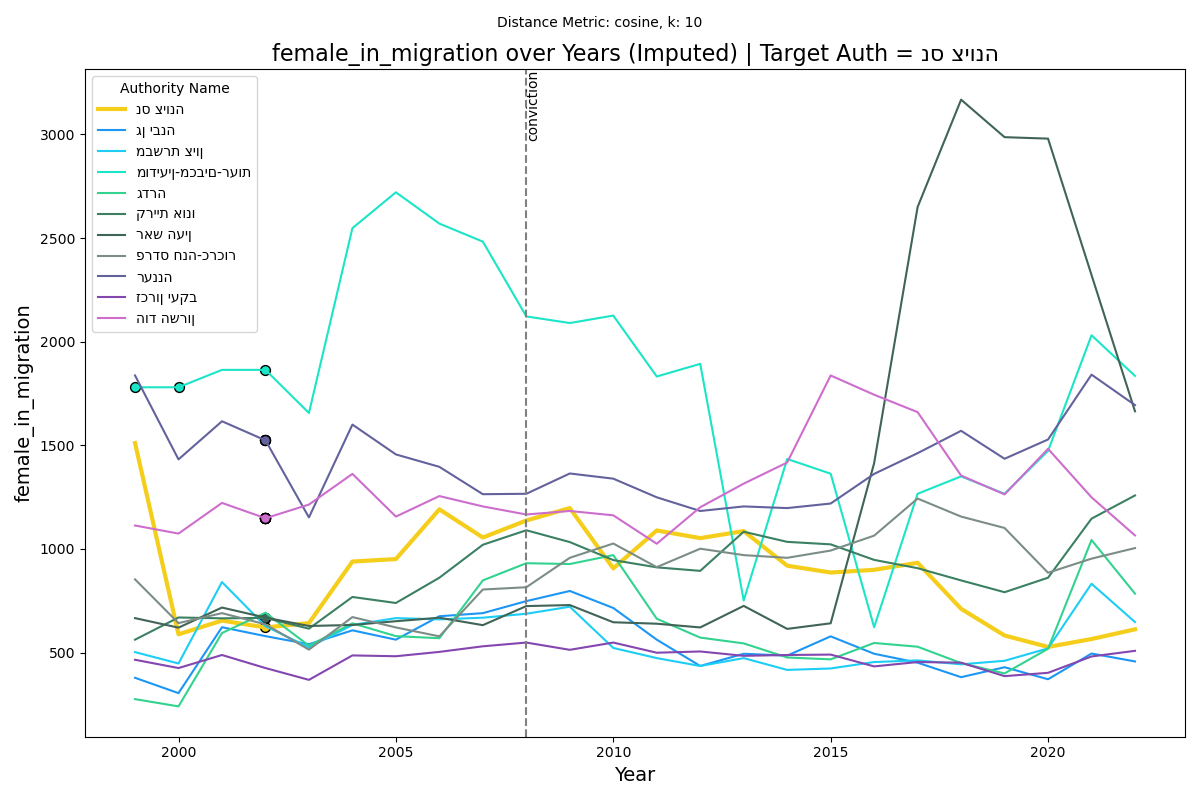 Distance Metric: cosine, k: 10
female_in_migration over Years (Imputed) | Target Auth = נס ציונה
Authority Name
נס ציונה
גן יבנה
מבשרת ציון
מודיעין-מכבים-רעות
גדרה
קריית אונו
ראש העין
פרדס חנה-כרכור
רעננה
זכרון יעקב
הוד השרון
conviction
female_in_migration
3000
2500
2000
1500
1000
500
2000
2005
2010
2015
2020
Year